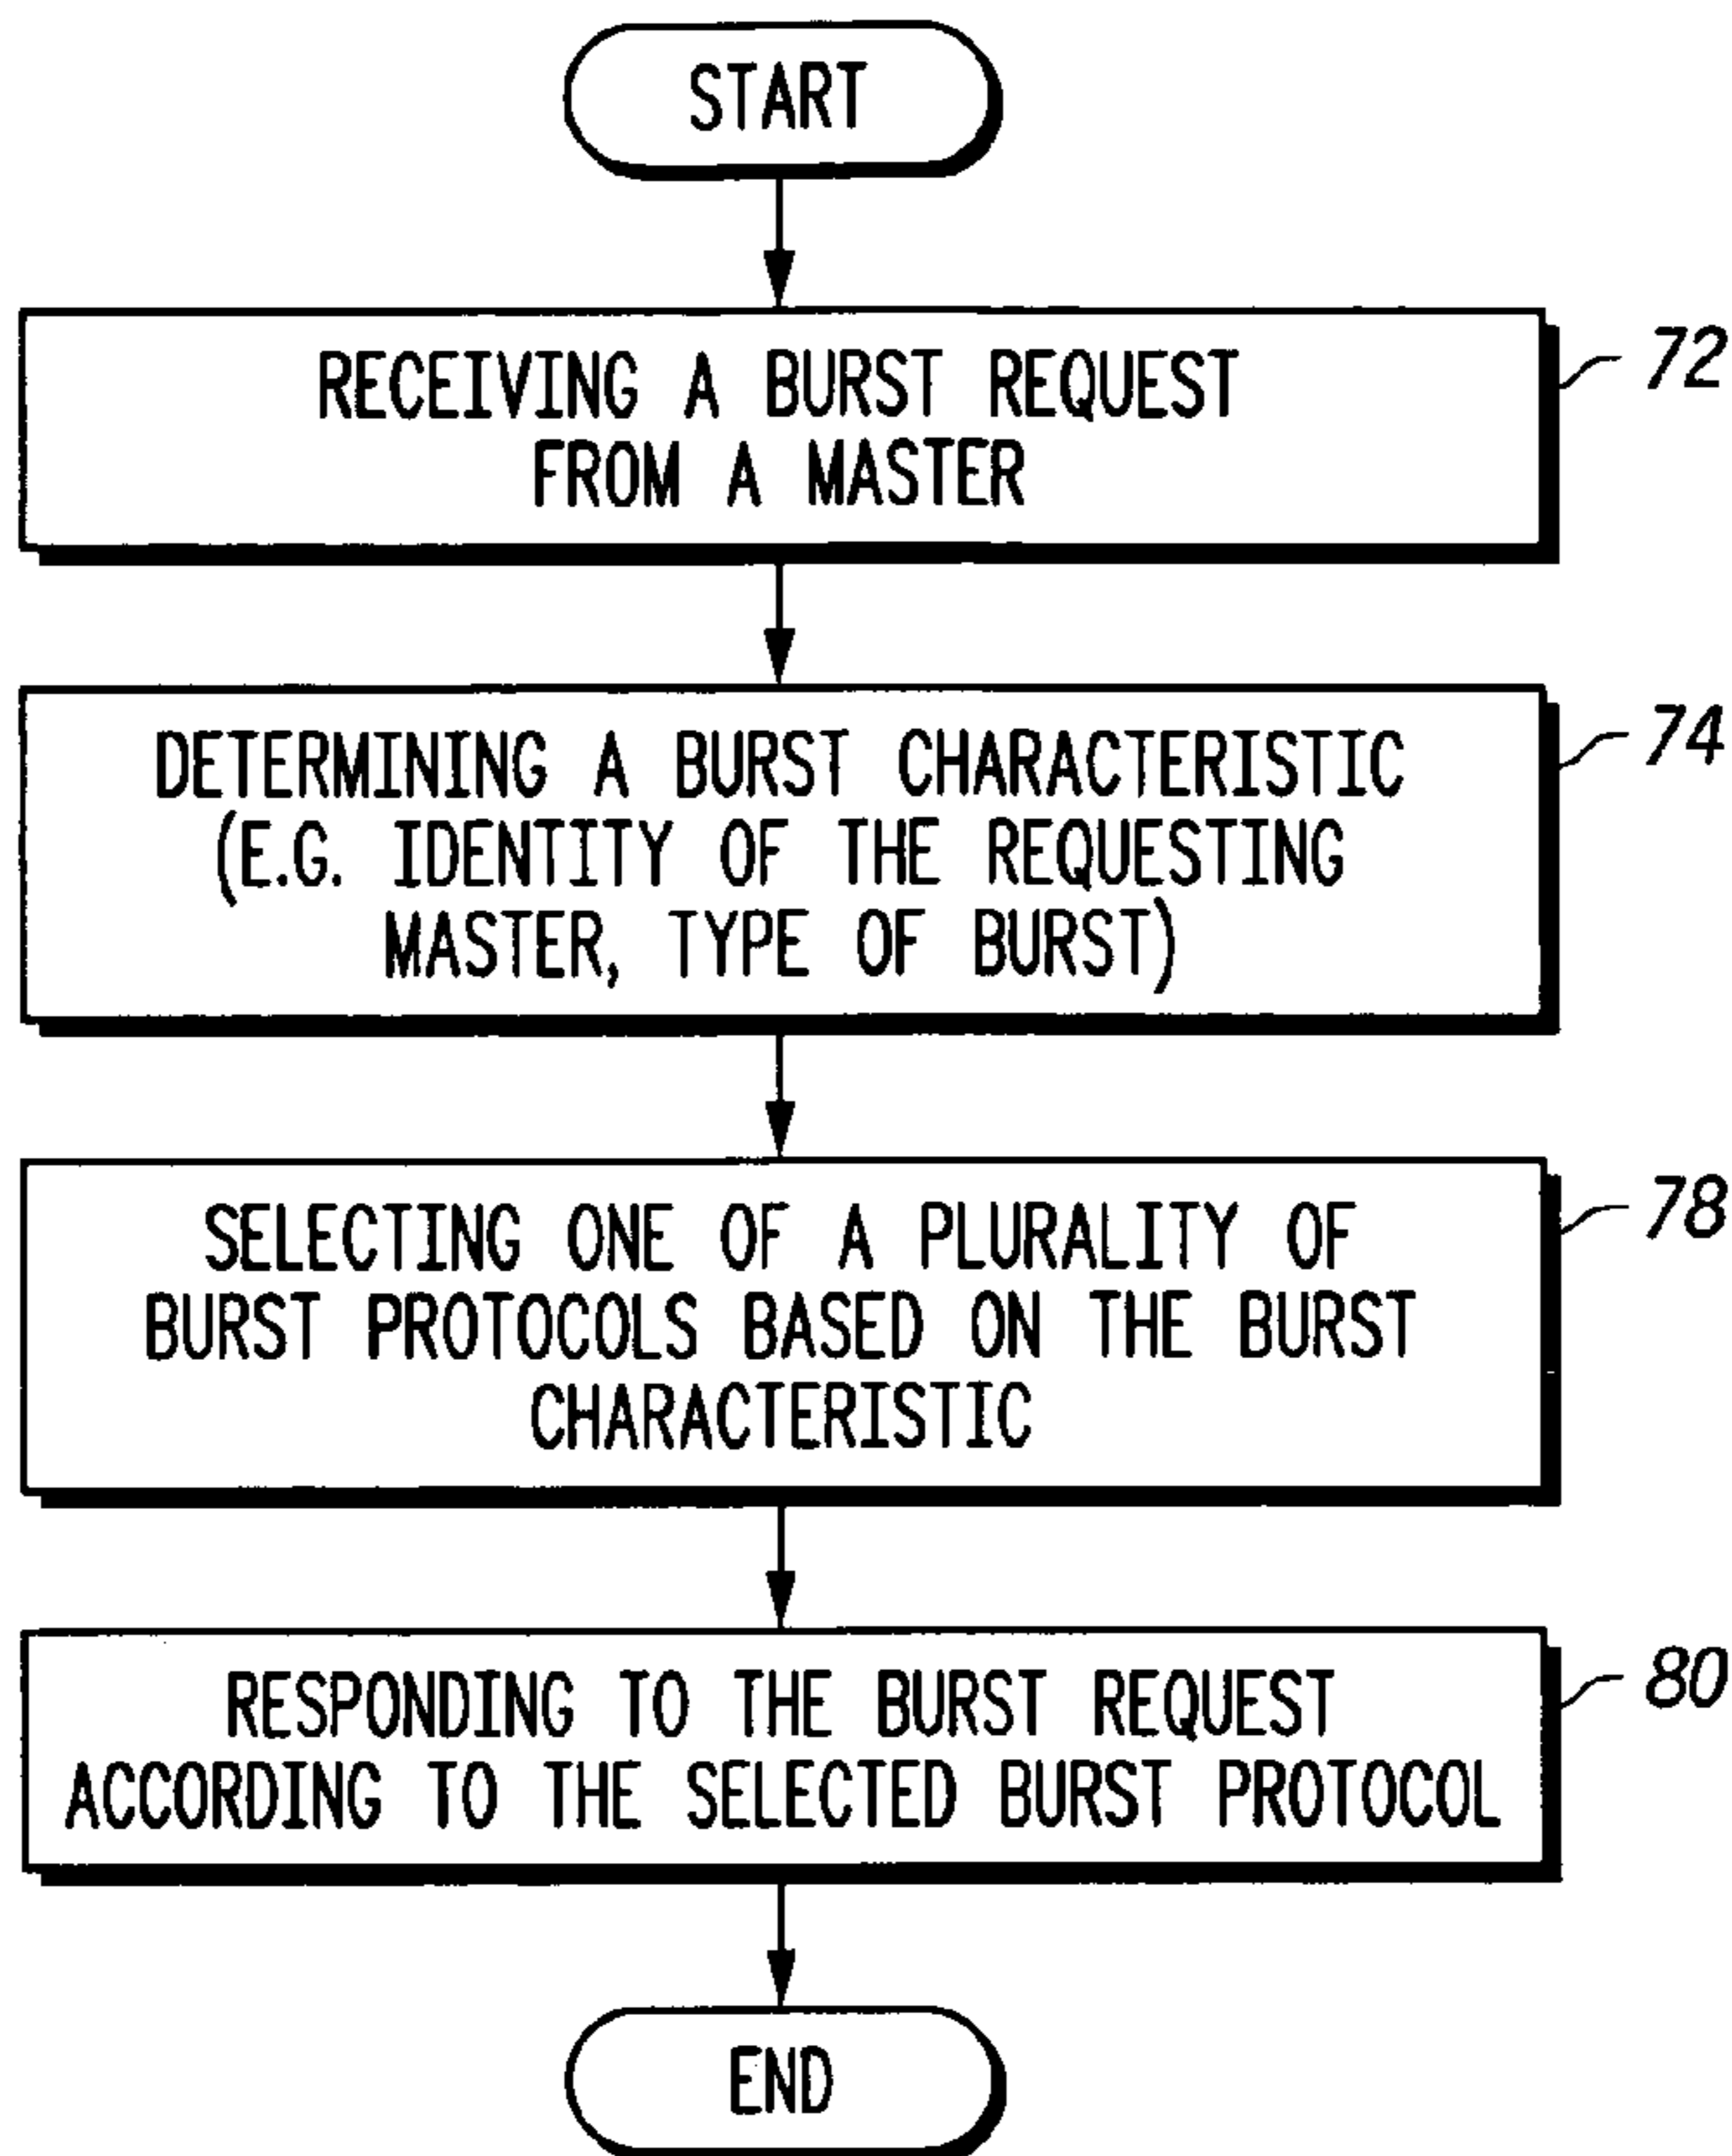 START
RECEIVING A BURST REQUEST
FROM A MASTER
72
DETERMINING A BURST CHARACTERISTIC
(E.G. IDENTITY OF THE REQUESTING
MASTER, TYPE OF BURST)
74
SELECTING ONE OF A PLURALITY OF
BURST PROTOCOLS BASED ON THE BURST
CHARACTERISTIC
78
RESPONDING TO THE BURST REQUEST
ACCORDING TO THE SELECTED BURST PROTOCOL
80
END